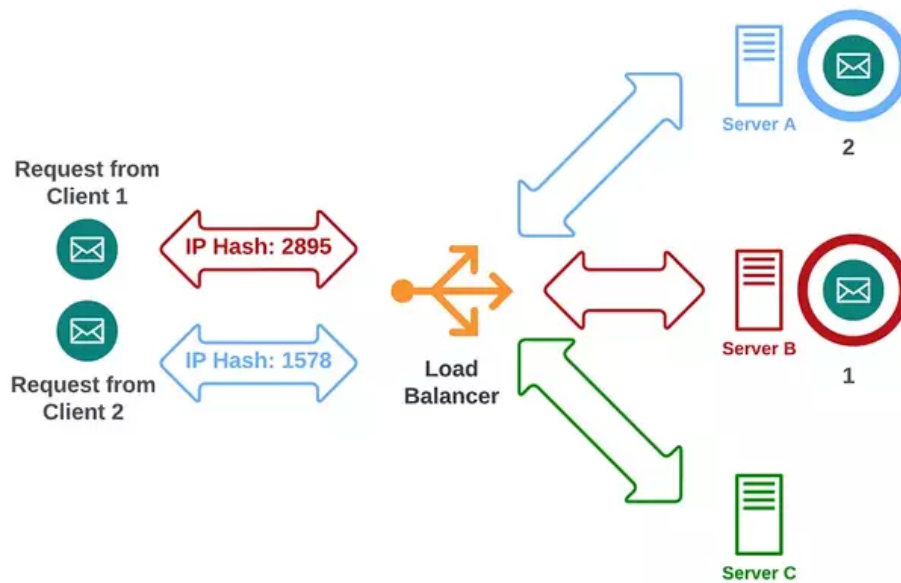 Request from
Client 1
IP Hash: 2895
IP Hash: 1578
Request from
Client 2
Load
Balancer
Server A
2
Server B
1
Server C